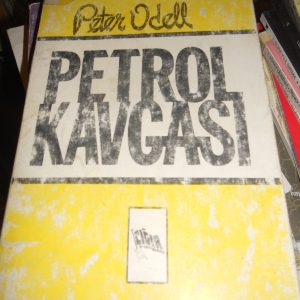 Peter Odell
PETROL
KAVGASI